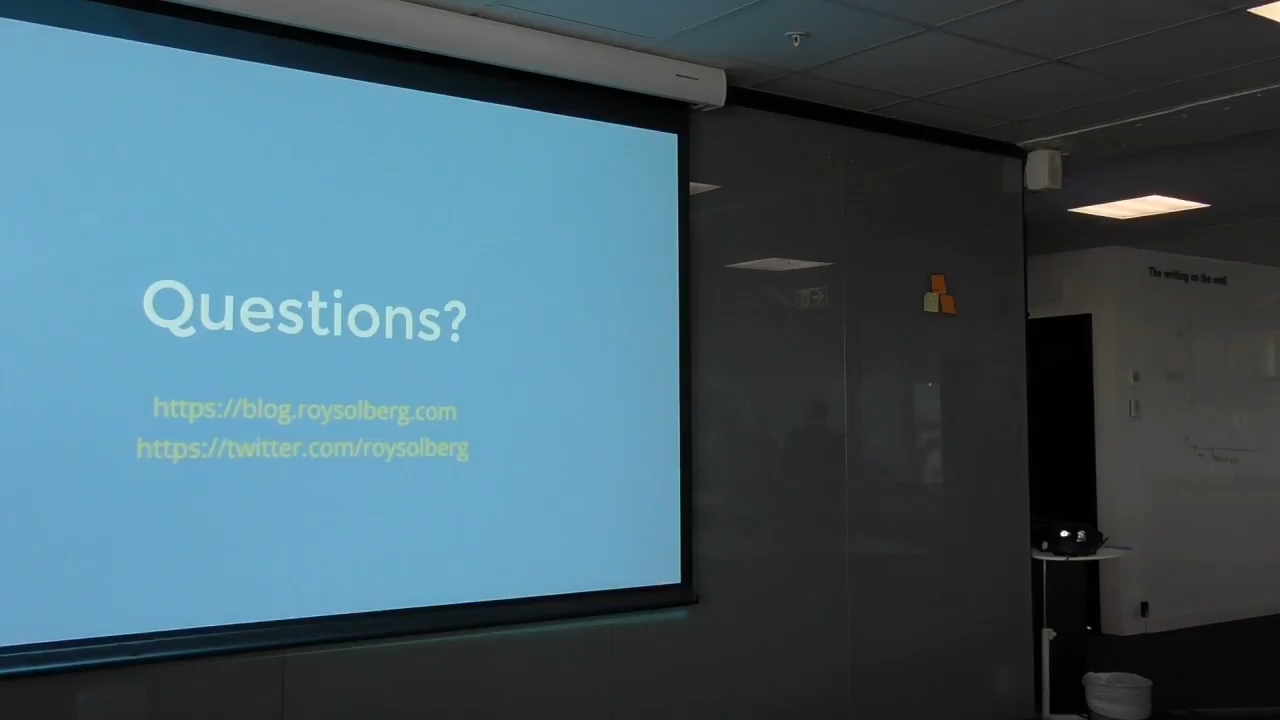 Questions?
https://blog.roysolberg.com
https://twitter.com/roysolberg
The writing on the wall